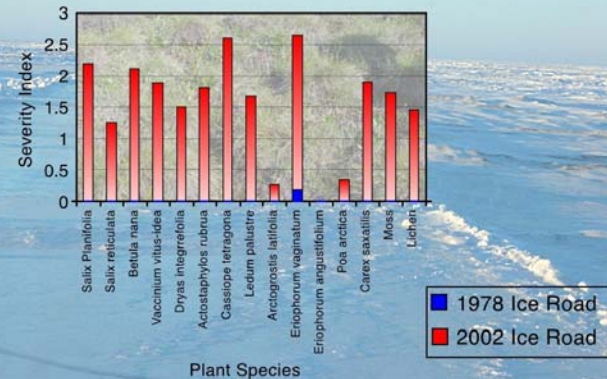 3
2.5
2
1.5
1
0.5
0
Severity Index
Salix Planifolia
Salix reticulata
Betula nana
Vaccinium vitus-idea
Dryas integrrefolia
Actostaphylos rubrua
Cassiope tetragona
Ledum palustre
Arctogrostis latifolia
Eriophorum vaginatum
Eriophorum angustifolium
Poa arctica
Carex saxatilis
Moss
Lichen
Plant Species
1978 Ice Road
2002 Ice Road